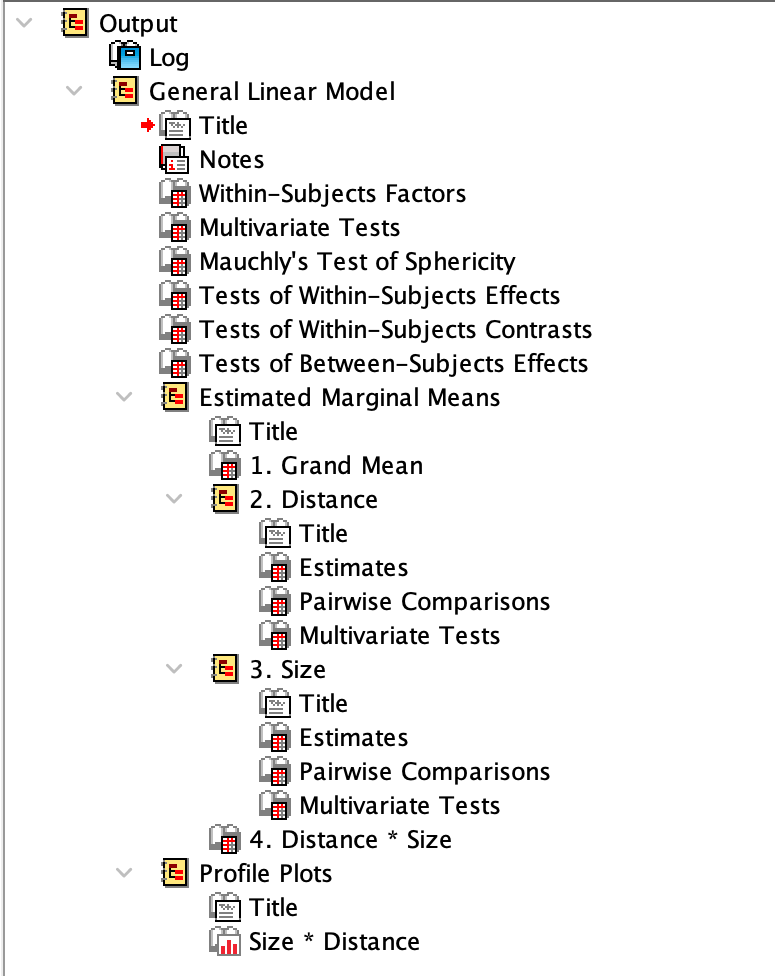 Output
Log
General Linear Model
Title
Notes
Within-Subjects Factors
Multivariate Tests
Mauchly's Test of Sphericity
Tests of Within-Subjects Effects
Tests of Within-Subjects Contrasts
Tests of Between-Subjects Effects
Estimated Marginal Means
Title
1. Grand Mean
2. Distance
Title
Estimates
Pairwise Comparisons
Multivariate Tests
3. Size
Title
Estimates
Pairwise Comparisons
Multivariate Tests
4. Distance * Size
Profile Plots
Title
Size * Distance